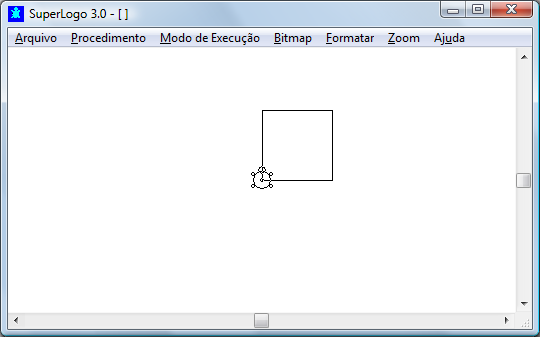 SuperLogo 3.0 - [ ]
Arquivo Procedimento Modo de Execução Bitmap Formatar Zoom Ajuda